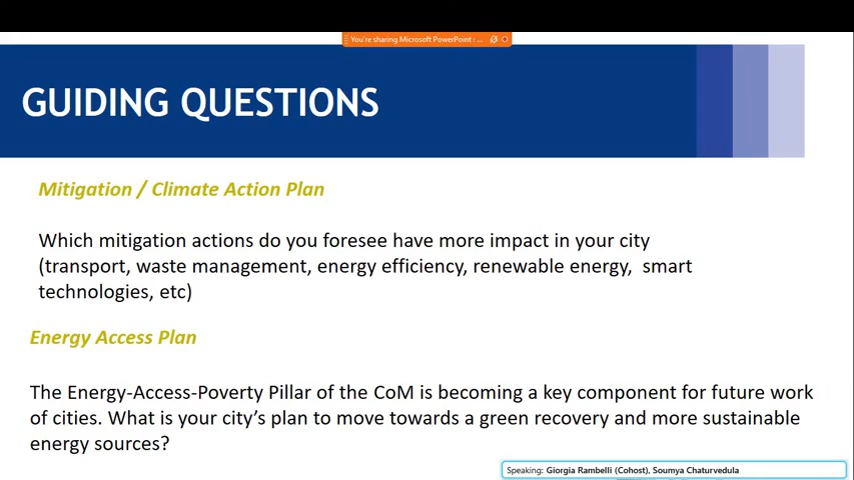 You're sharing Microsoft PowerPoint : ...
GUIDING QUESTIONS
Mitigation / Climate Action Plan
Which mitigation actions do you foresee have more impact in your city
(transport, waste management, energy efficiency, renewable energy, smart
technologies, etc)
Energy Access Plan
The Energy-Access-Poverty Pillar of the CoM is becoming a key component for future work
of cities. What is your city's plan to move towards a green recovery and more sustainable
energy sources?
Speaking: Giorgia Rambelli (Cohost), Soumya Chaturvedula